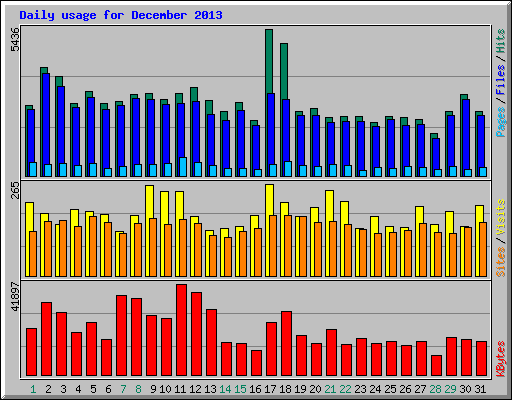 Daily usage for December 2013
5436
Pages / Files / Hits
265
Sites / Visits
41897
KBytes
1 2 3 4 5 6 7 8 9 10 11 12 13 14 15 16 17 18 19 20 21 22 23 24 25 26 27 28 29 30 31